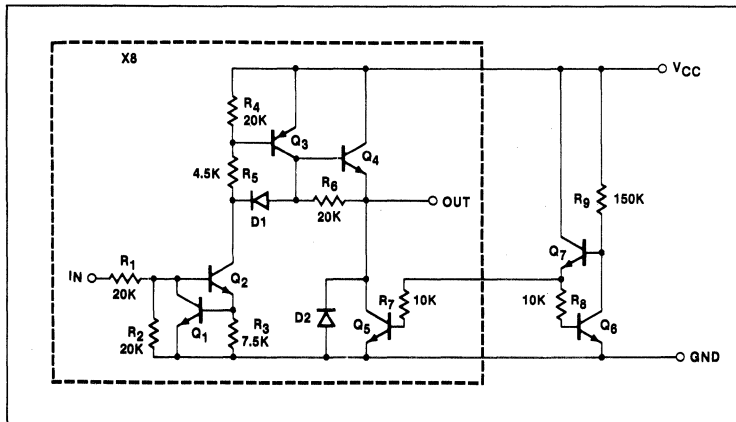 X8
VCC
R4
20K
Q3
Q4
4.5K
R5
R6
20K
D1
OUT
R9
150K
Q7
IN
R1
20K
Q2
R7
10K
10K
R8
D2
Q5
Q6
R2
20K
Q1
R3
7.5K
GND